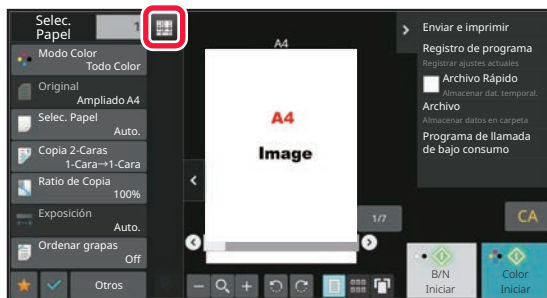 Selec.
Papel
1
Modo Color
Todo Color
Original
Ampliado A4
Selec. Papel
Auto.
Copia 2-Caras
1-Cara→1-Cara
Ratio de Copia
100%
Exposición
Auto.
Ordenar grapas
Off
Otros
A4
A4
Image
1/7
Enviar e imprimir
Registro de programa
Registrar ajustes actuales
Archivo Rápido
Almacenar dat. temporal.
Archivo
Almacenar datos en carpeta
Programa de llamada
de bajo consumo
CA
B/N
Iniciar
Color
Iniciar